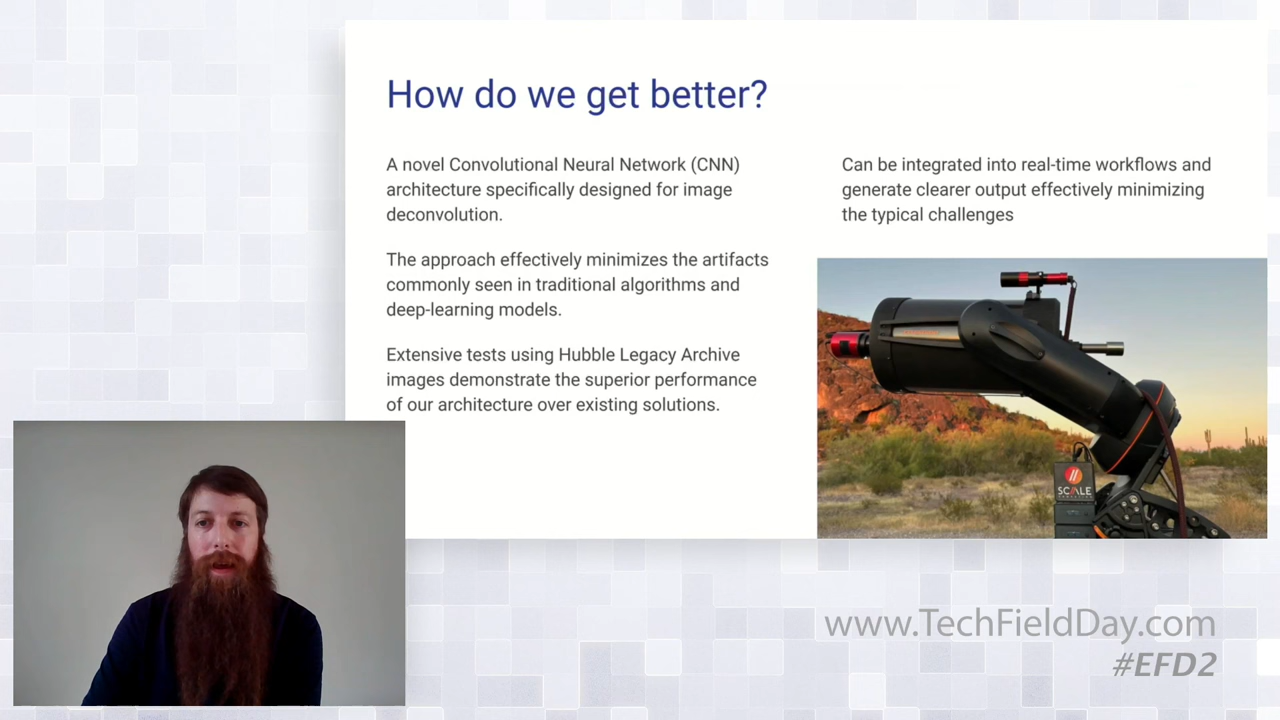 How do we get better?
A novel Convolutional Neural Network (CNN)
architecture specifically designed for image
deconvolution.
The approach effectively minimizes the artifacts
commonly seen in traditional algorithms and
deep-learning models.
Extensive tests using Hubble Legacy Archive
images demonstrate the superior performance
of our architecture over existing solutions.
Can be integrated into real-time workflows and
generate clearer output effectively minimizing
the typical challenges
SCALE
www.TechFieldDay.com
#EFD2